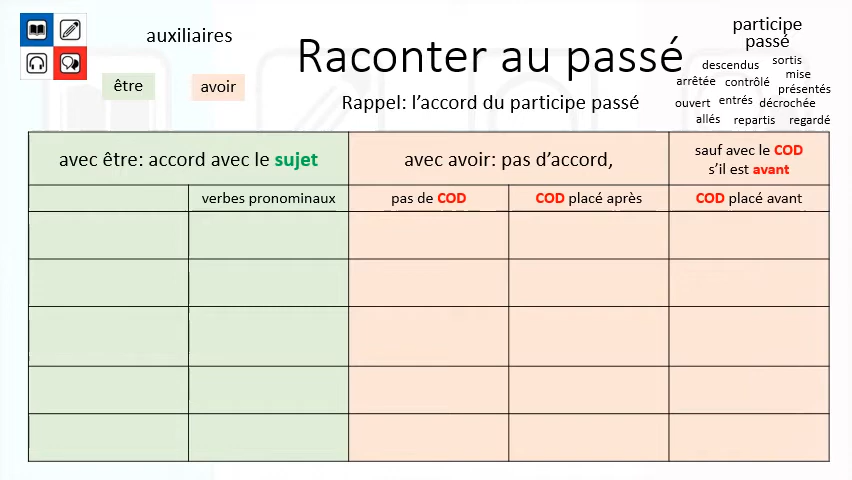 auxiliaires
être
avoir
Raconter au passé
Rappel: l’accord du participe passé
participe
passé
descendus
sortis
mise
arrêtée
contrôlé
présentés
ouvert
entrés
décrochée
allés
repartis
regardé
avec être: accord avec le sujet
avec avoir: pas d’accord,
sauf avec le COD
s’il est avant
verbes pronominaux
pas de COD
COD placé après
COD placé avant